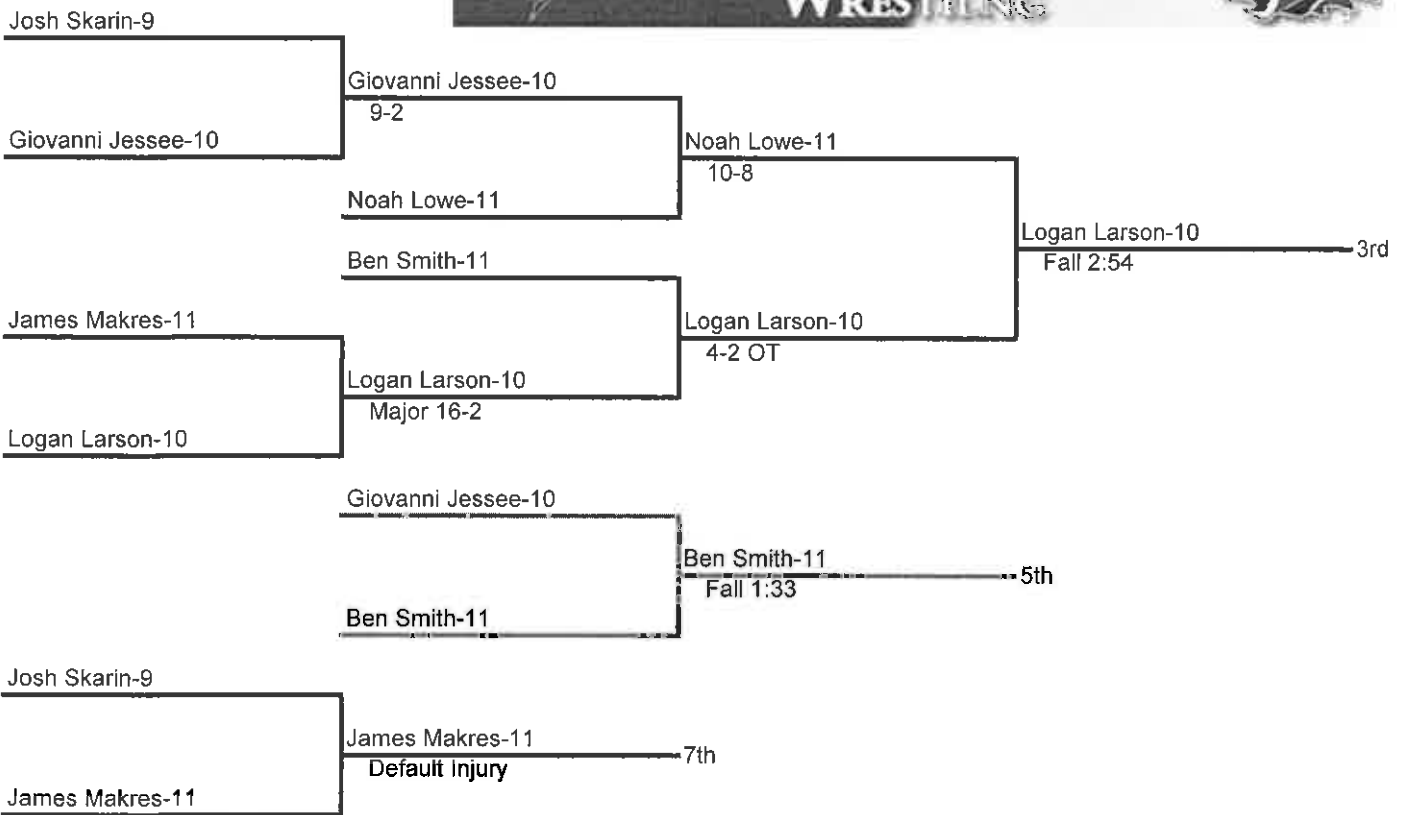 WRESTLING
Josh Skarin-9
Giovanni Jessee-10
9-2
Giovanni Jessee-10
Noah Lowe-11
10-8
Noah Lowe-11
Ben Smith-11
Logan Larson-10
Fall 2:54
3rd
James Makres-11
Logan Larson-10
4-2 OT
Logan Larson-10
Major 16-2
Logan Larson-10
Giovanni Jessee-10
Ben Smith-11
Fall 1:33
5th
Ben Smith-11
Josh Skarin-9
James Makres-11
Default Injury
7th
James Makres-11